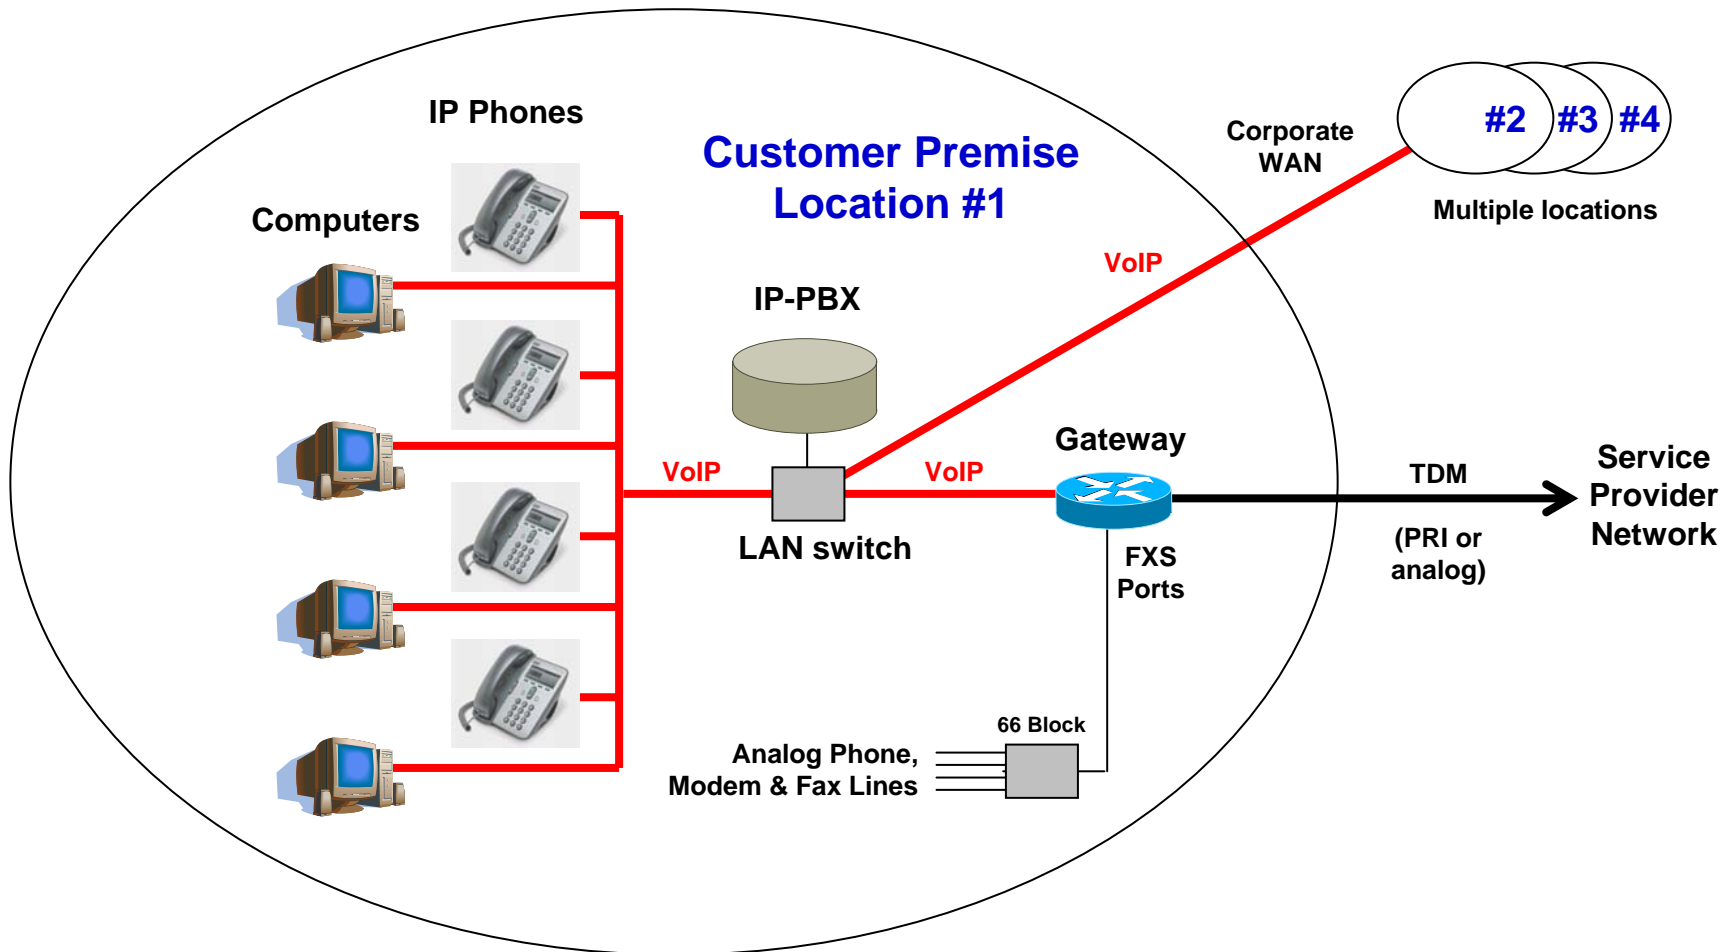 IP Phones
Customer Premise
Location #1
Computers
IP-PBX
VoIP
LAN switch
VoIP
Gateway
FXS
Ports
66 Block
Analog Phone,
Modem & Fax Lines
VoIP
Corporate
WAN
#2
#3
#4
Multiple locations
TDM
(PRI or
analog)
Service
Provider
Network